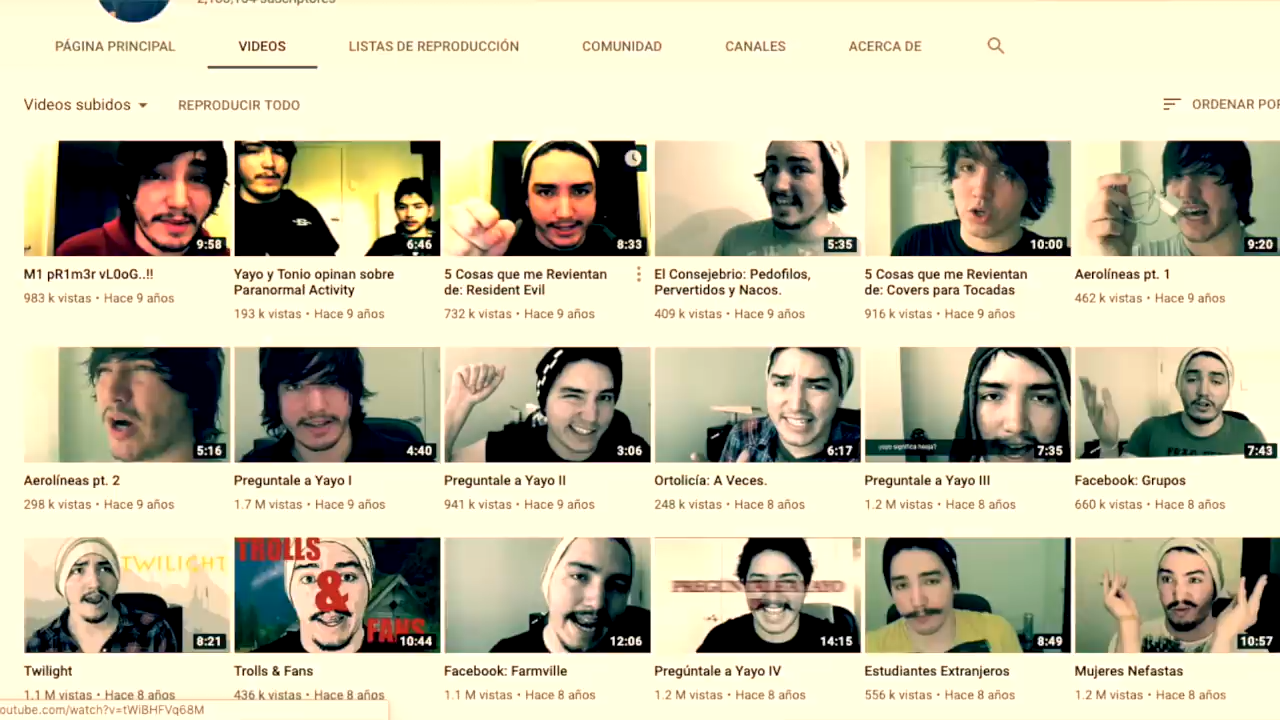 suscriptores
PÁGINA PRINCIPAL VIDEOS LISTAS DE REPRODUCCIÓN COMUNIDAD CANALES ACERCA DE
Videos subidos REPRODUCIR TODO ORDENAR POR
9:58 6:46 8:33 5:35 10:00 9:20
M1 pR1m3r vL0oG..!!
983 k vistas • Hace 9 años
Yayo y Tonio opinan sobre
Paranormal Activity
193 k vistas • Hace 9 años
5 Cosas que me Revientan
de: Resident Evil
732 k vistas • Hace 9 años
El Consejebrio: Pedofilos,
Pervertidos y Nacos.
409 k vistas • Hace 9 años
5 Cosas que me Revientan
de: Covers para Tocadas
916 k vistas • Hace 9 años
Aerolíneas pt. 1
462 k vistas • Hace 9 años
5:16 4:40 3:06 6:17 yayo significa hooja? 7:35 7:43
Aerolíneas pt. 2
298 k vistas • Hace 9 años
Preguntale a Yayo I
1.7 M vistas • Hace 9 años
Preguntale a Yayo II
941 k vistas • Hace 9 años
Ortolicía: A Veces.
248 k vistas • Hace 8 años
Preguntale a Yayo III
1.2 M vistas • Hace 8 años
Facebook: Grupos
660 k vistas • Hace 8 años
TWILIGHT
8:21
TROLLS
&
FANS
10:44
12:06
14:15
8:49
10:57
Twilight
1.1 M vistas • Hace 8 años
Trolls & Fans
436 k vistas • Hace 8 años
Facebook: Farmville
1.1 M vistas • Hace 8 años
Pregúntale a Yayo IV
1.2 M vistas • Hace 8 años
Estudiantes Extranjeros
556 k vistas • Hace 8 años
Mujeres Nefastas
1.2 M vistas • Hace 8 años
outube.com/watch?v=tWiBHFVq68M